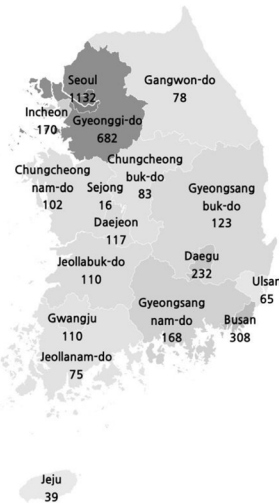 Seoul
1132
Gangwon-do
78
Incheon
170
Gyeonggi-do
682
Chungcheong
buk-do
83
Chungcheong
nam-do
102
Sejong
16
Gyeongsang
buk-do
123
Daejeon
117
Jeollabuk-do
110
Daegu
232
Ulsan
65
Gyeongsang
nam-do
168
Busan
308
Gwangju
110
Jeollanam-do
75
Jeju
39